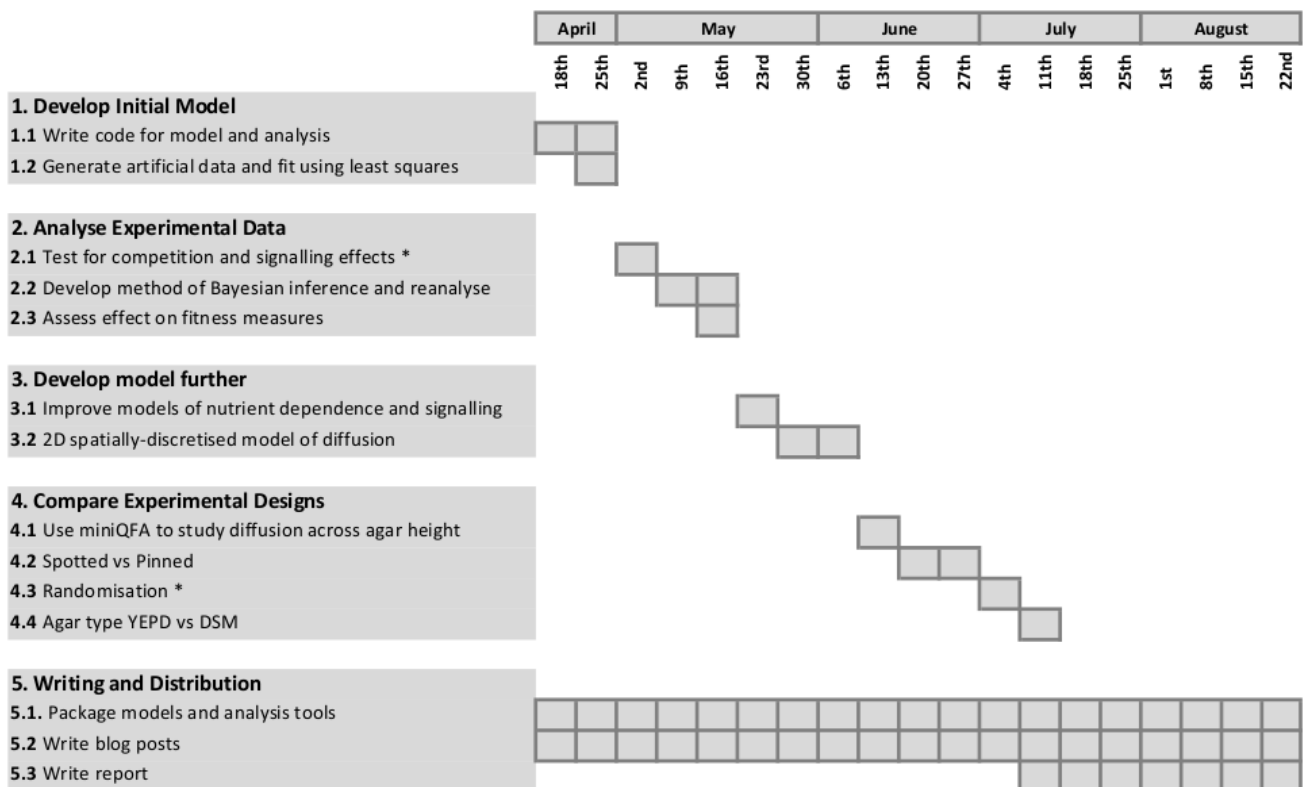 April May June July August
18th 25th 2nd 9th 16th 23rd 30th 6th 13th 20th 27th 4th 11th 18th 25th 1st 8th 15th 22nd
1. Develop Initial Model
1.1 Write code for model and analysis
1.2 Generate artificial data and fit using least squares
2. Analyse Experimental Data
2.1 Test for competition and signalling effects *
2.2 Develop method of Bayesian inference and reanalyse
2.3 Assess effect on fitness measures
3. Develop model further
3.1 Improve models of nutrient dependence and signalling
3.2 2D spatially-discretised model of diffusion
4. Compare Experimental Designs
4.1 Use miniQFA to study diffusion across agar height
4.2 Spotted vs Pinned
4.3 Randomisation *
4.4 Agar type YEPD vs DSM
5. Writing and Distribution
5.1. Package models and analysis tools
5.2 Write blog posts
5.3 Write report